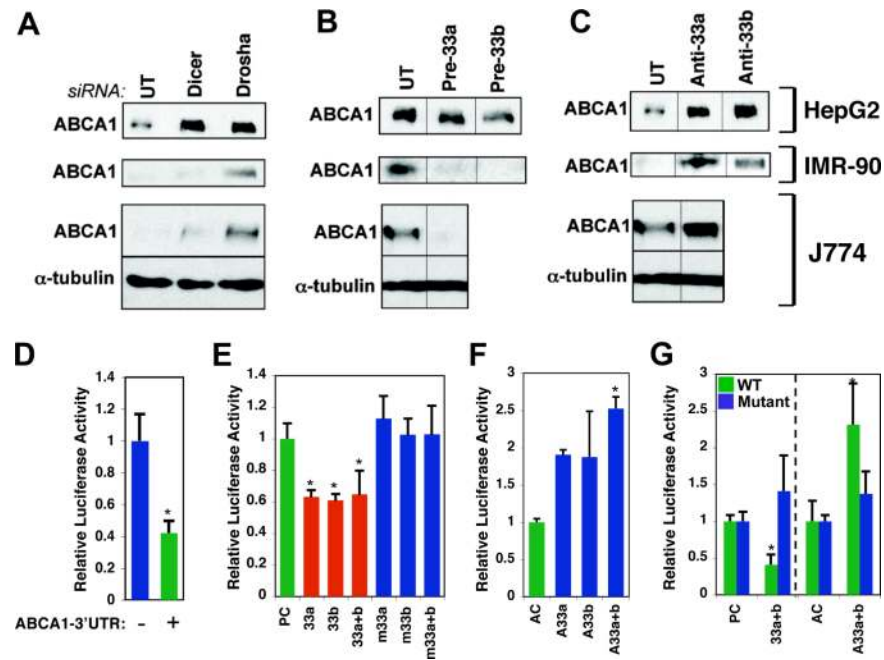 A
siRNA:
UT
Dicer
Drosha
ABCA1
ABCA1
ABCA1
α-tubulin
B
UT
Pre-33a
Pre-33b
ABCA1
ABCA1
ABCA1
α-tubulin
C
UT
Anti-33a
Anti-33b
ABCA1
ABCA1
ABCA1
α-tubulin
HepG2
IMR-90
J774
D
Relative Luciferase Activity
1.4
1.2
1
0.8
0.6
0.4
0.2
0
*
ABCA1-3'UTR: - +
E
Relative Luciferase Activity
1.4
1.2
1
0.8
0.6
0.4
0.2
0
* * *
PC
33a
33b
33a+b
m33a
m33b
m33a+b
F
Relative Luciferase Activity
3
2.5
2
1.5
1
0.5
0
*
AC
A33a
A33b
A33a+b
G
Relative Luciferase Activity
3
2.5
2
1.5
1
0.5
0
WT
Mutant
*
*
PC
33a+b
AC
A33a+b